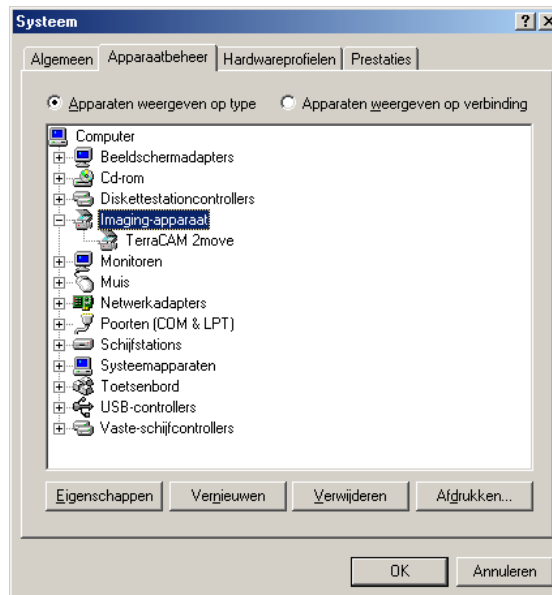 Systeem
Algemeen Apparaatbeheer Hardwareprofielen Prestaties
Apparaten weergeven op type Apparaten weergeven op verbinding
Computer
Beeldschermadapters
Cd-rom
Diskettestationcontrollers
Imaging-apparaat
TerraCAM 2move
Monitoren
Muis
Netwerkadapters
Poorten (COM & LPT)
Schijfstations
Systeemapparaten
Toetsenbord
USB-controllers
Vaste-schijfcontrollers
Eigenschappen Vernieuwen Verwijderen Afdrukken...
OK Annuleren